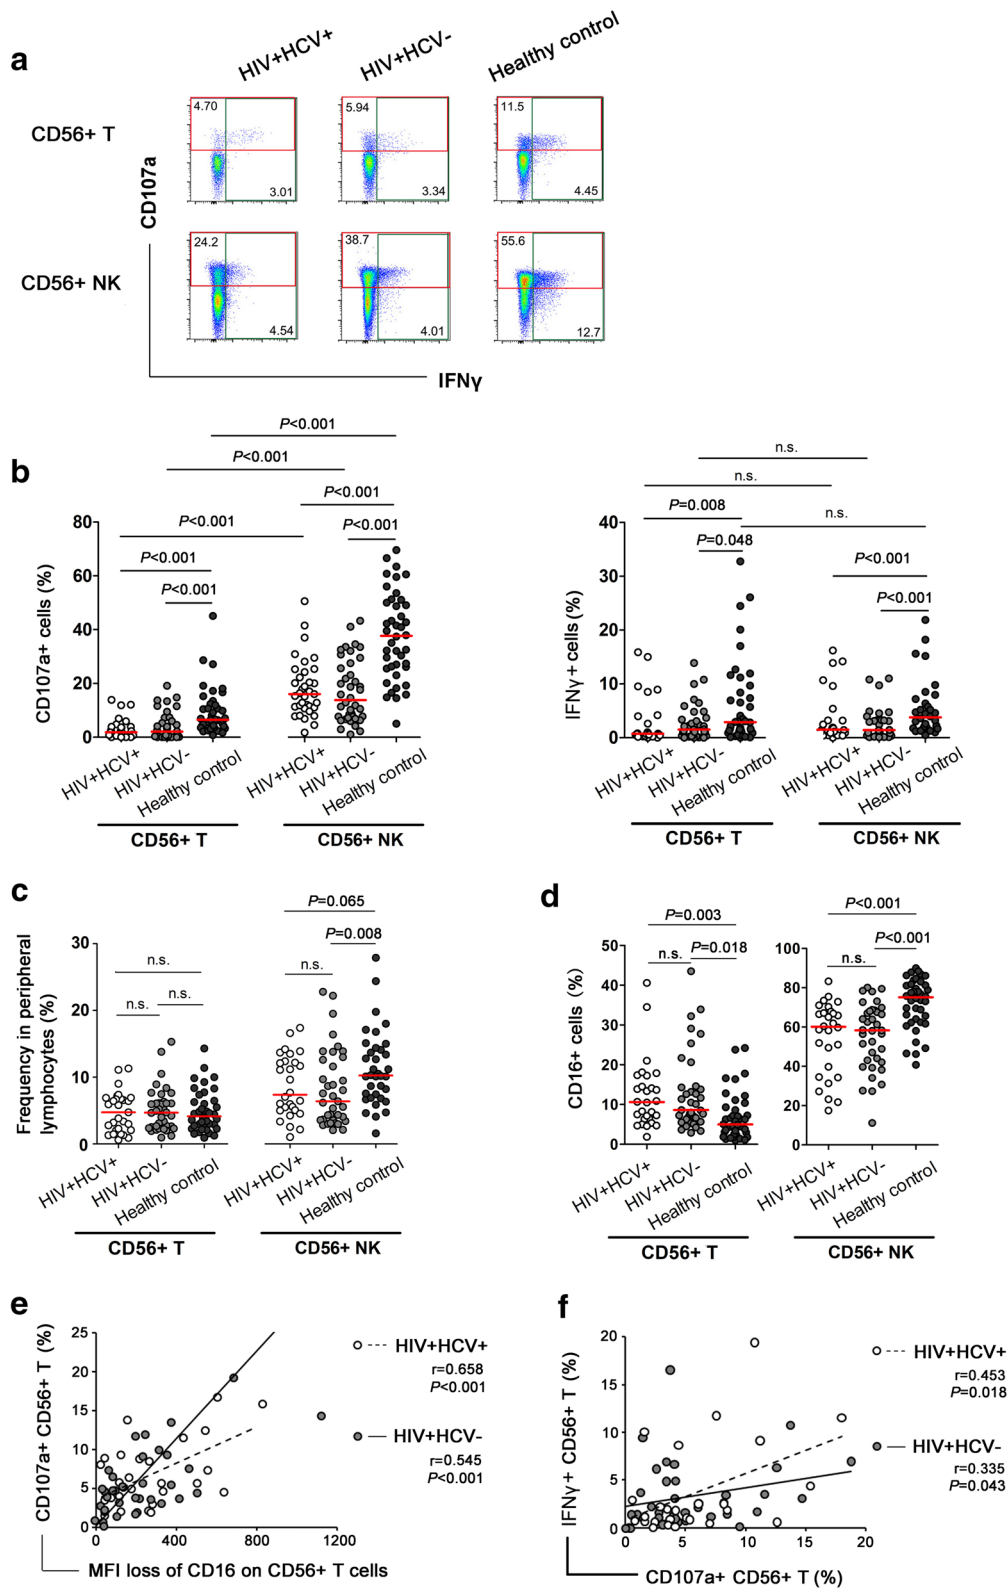 a
HIV+HCV+
HIV+HCV-
Healthy control
CD56+ T
4.70
3.01
5.94
3.34
11.5
4.45
CD107a
CD56+ NK
24.2
4.54
38.7
4.01
55.6
12.7
IFNγ
b
P<0.001
P<0.001
P<0.001
P<0.001
P<0.001
P<0.001
P<0.001
CD107a+ cells (%)
80
60
40
20
0
HIV+HCV+
HIV+HCV-
Healthy control
HIV+HCV+
HIV+HCV-
Healthy control
CD56+ T
CD56+ NK
n.s.
n.s.
P=0.008
n.s.
P=0.048
P<0.001
P<0.001
IFNγ+ cells (%)
40
30
20
10
0
HIV+HCV+
HIV+HCV-
Healthy control
HIV+HCV+
HIV+HCV-
Healthy control
CD56+ T
CD56+ NK
c
P=0.065
P=0.008
n.s.
n.s.
n.s.
n.s.
Frequency in peripheral
lymphocytes (%)
30
20
10
0
HIV+HCV+
HIV+HCV-
Healthy control
HIV+HCV+
HIV+HCV-
Healthy control
CD56+ T
CD56+ NK
d
P=0.003
n.s.
P=0.018
CD16+ cells (%)
50
40
30
20
10
0
P<0.001
n.s.
P<0.001
100
80
60
40
20
0
HIV+HCV+
HIV+HCV-
Healthy control
HIV+HCV+
HIV+HCV-
Healthy control
CD56+ T
CD56+ NK
e
CD107a+ CD56+ T (%)
25
20
15
10
5
0
0
400
800
1200
MFI loss of CD16 on CD56+ T cells
HIV+HCV+
r=0.658
P<0.001
HIV+HCV-
r=0.545
P<0.001
f
IFNγ+ CD56+ T (%)
20
15
10
5
0
0
5
10
15
20
CD107a+ CD56+ T (%)
HIV+HCV+
r=0.453
P=0.018
HIV+HCV-
r=0.335
P=0.043